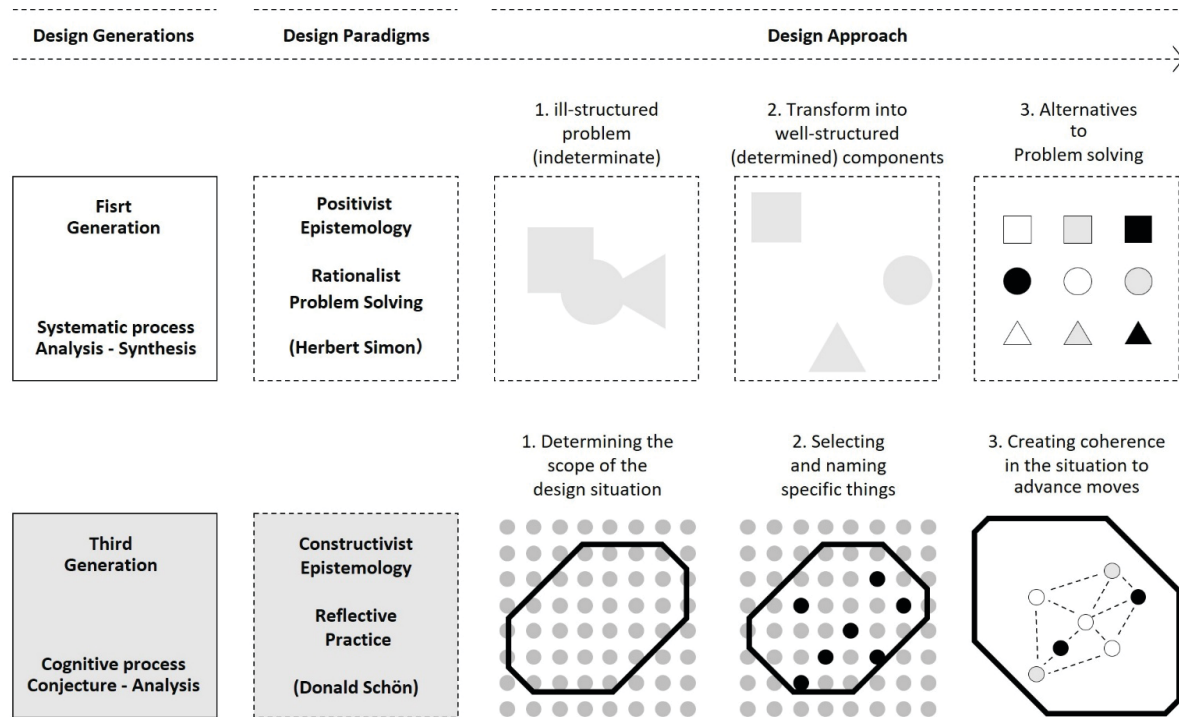 Design Generations
Design Paradigms
Design Approach
1. ill-structured
problem
(indeterminate)
2. Transform into
well-structured
(determined) components
3. Alternatives
to
Problem solving
Fisrt
Generation
Systematic process
Analysis - Synthesis
Positivist
Epistemology
Rationalist
Problem Solving
(Herbert Simon)
1. Determining the
scope of the
design situation
2. Selecting
and naming
specific things
3. Creating coherence
in the situation to
advance moves
Third
Generation
Cognitive process
Conjecture - Analysis
Constructivist
Epistemology
Reflective
Practice
(Donald Schön)